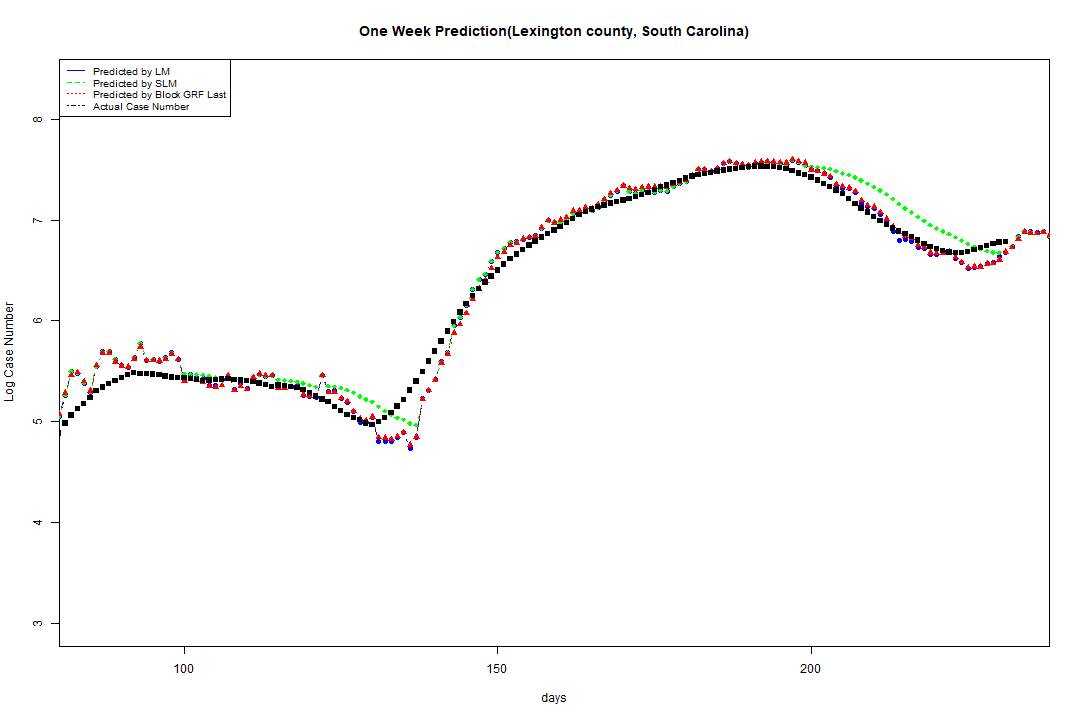 One Week Prediction(Lexington county, South Carolina)
Predicted by LM
Predicted by SLM
Predicted by Block GRF Last
Actual Case Number
8
7
6
5
4
3
Log Case Number
100 150 200
days